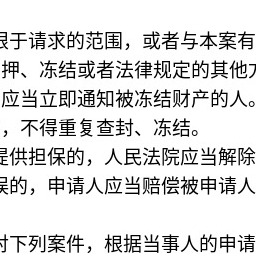 限于请求的范围，或者与本案有
押、冻结或者法律规定的其他
应当立即通知被冻结财产的人。
，不得重复查封、冻结。
提供担保的，人民法院应当解除
误的，申请人应当赔偿被申请人
对下列案件，根据当事人的申请